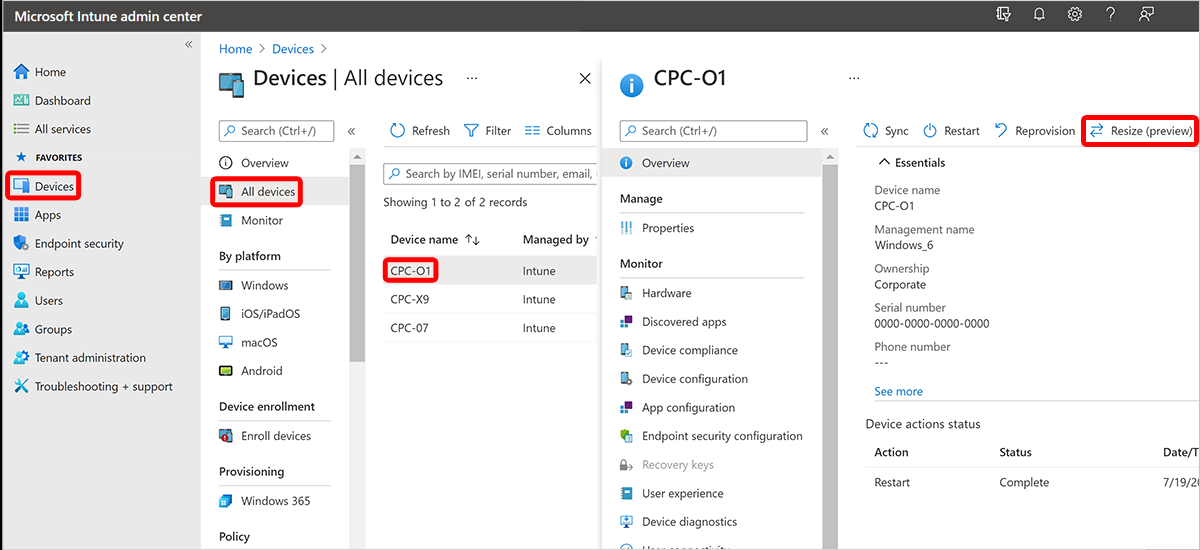 Microsoft Intune admin center
Home
Dashboard
All services
FAVORITES
Devices
Apps
Endpoint security
Reports
Users
Groups
Tenant administration
Troubleshooting + support
Home > Devices >
Devices | All devices ...
Search (Ctrl+/)
Overview
All devices
Monitor
By platform
Windows
iOS/iPadOS
macOS
Android
Device enrollment
Enroll devices
Provisioning
Windows 365
Policy
Refresh Filter Columns
Search by IMEI, serial number, email,
Showing 1 to 2 of 2 records
Device name Managed by
CPC-O1 Intune
CPC-X9 Intune
CPC-07 Intune
CPC-O1 ...
Search (Ctrl+/)
Overview
Manage
Properties
Monitor
Hardware
Discovered apps
Device compliance
Device configuration
App configuration
Endpoint security configuration
Recovery keys
User experience
Device diagnostics
Sync Restart Reprovision Resize (preview)
Essentials
Device name
CPC-O1
Management name
Windows_6
Ownership
Corporate
Serial number
0000-0000-0000-0000
Phone number
---
See more
Device actions status
Action Status Date/T
Restart Complete 7/19/20